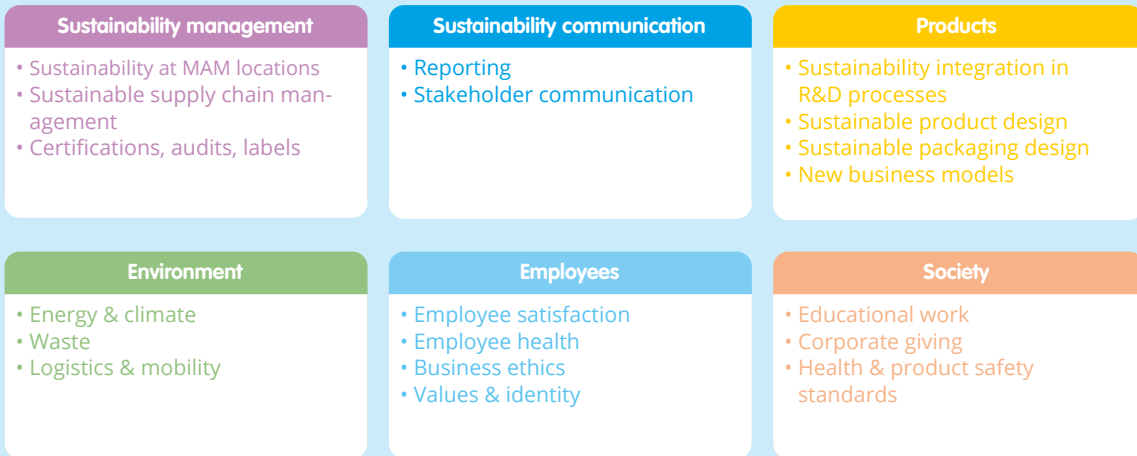 Sustainability management
• Sustainability at MAM locations
• Sustainable supply chain man-
agement
• Certifications, audits, labels
Sustainability communication
• Reporting
• Stakeholder communication
Products
• Sustainability integration in
R&D processes
• Sustainable product design
• Sustainable packaging design
• New business models
Environment
• Energy & climate
• Waste
• Logistics & mobility
Employees
• Employee satisfaction
• Employee health
• Business ethics
• Values & identity
Society
• Educational work
• Corporate giving
• Health & product safety
standards